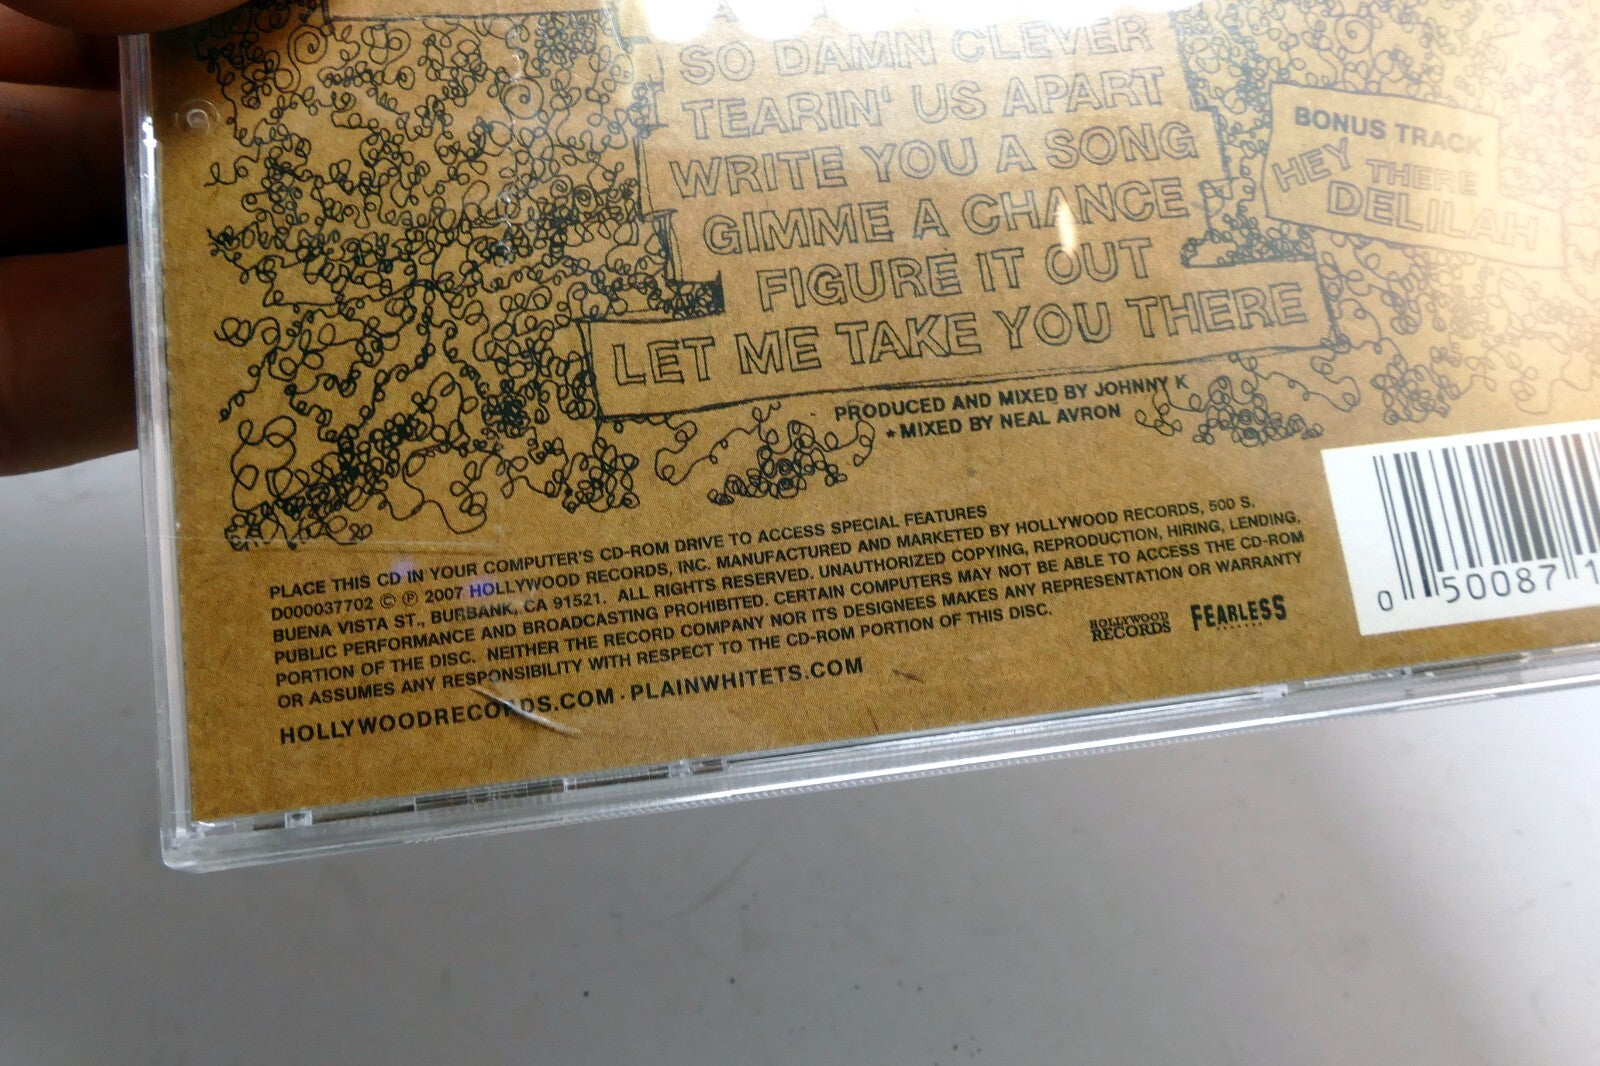 SO DAMN CLEVER
TEARIN' US APART
WRITE YOU A SONG
GIMME A CHANCE
FIGURE IT OUT
LET ME TAKE YOU THERE
BONUS TRACK
HEY THERE
DELILAH
PRODUCED AND MIXED BY JOHNNY K
* MIXED BY NEAL AVRON
PLACE THIS CD IN YOUR COMPUTER'S CD-ROM DRIVE TO ACCESS SPECIAL FEATURES
D000037702 © ℗ 2007 HOLLYWOOD RECORDS, INC. MANUFACTURED AND MARKETED BY HOLLYWOOD RECORDS, 500 S.
BUENA VISTA ST., BURBANK, CA 91521. ALL RIGHTS RESERVED. UNAUTHORIZED COPYING, REPRODUCTION, HIRING, LENDING,
PUBLIC PERFORMANCE AND BROADCASTING PROHIBITED. CERTAIN COMPUTERS MAY NOT BE ABLE TO ACCESS THE CD-ROM
PORTION OF THE DISC. NEITHER THE RECORD COMPANY NOR ITS DESIGNEES MAKES ANY REPRESENTATION OR WARRANTY
OR ASSUMES ANY RESPONSIBILITY WITH RESPECT TO THE CD-ROM PORTION OF THIS DISC.
HOLLYWOODRECORDS.COM · PLAINWHITETS.COM
HOLLYWOOD
RECORDS
FEARLESS
0 50087 1